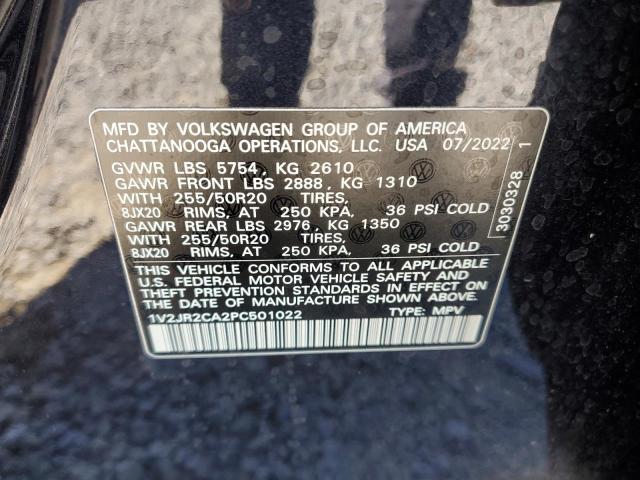 MFD BY VOLKSWAGEN GROUP OF AMERICA
CHATTANOOGA OPERATIONS, LLC. USA 07/2022
GVWR LBS 5754, KG 2610
GAWR FRONT LBS 2888, KG 1310
WITH 255/50R20 TIRES,
8JX20 RIMS, AT 250 KPA, 36 PSI COLD
GAWR REAR LBS 2976, KG 1350
WITH 255/50R20 TIRES,
8JX20 RIMS, AT 250 KPA, 36 PSI COLD
THIS VEHICLE CONFORMS TO ALL APPLICABLE
U.S. FEDERAL MOTOR VEHICLE SAFETY AND
THEFT PREVENTION STANDARDS IN EFFECT ON
THE DATE OF MANUFACTURE SHOWN ABOVE.
1V2JR2CA2PC501022 TYPE: MPV
3030328 1